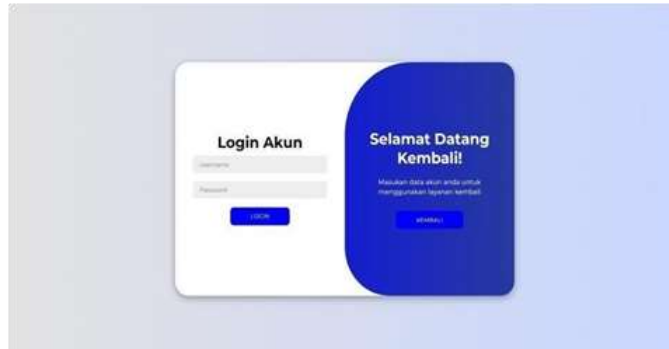 Login Akun
Username
Password
LOGIN
Selamat Datang
Kembali!
Masukan data akun anda untuk
menggunakan layanan kembali
KEMBALI